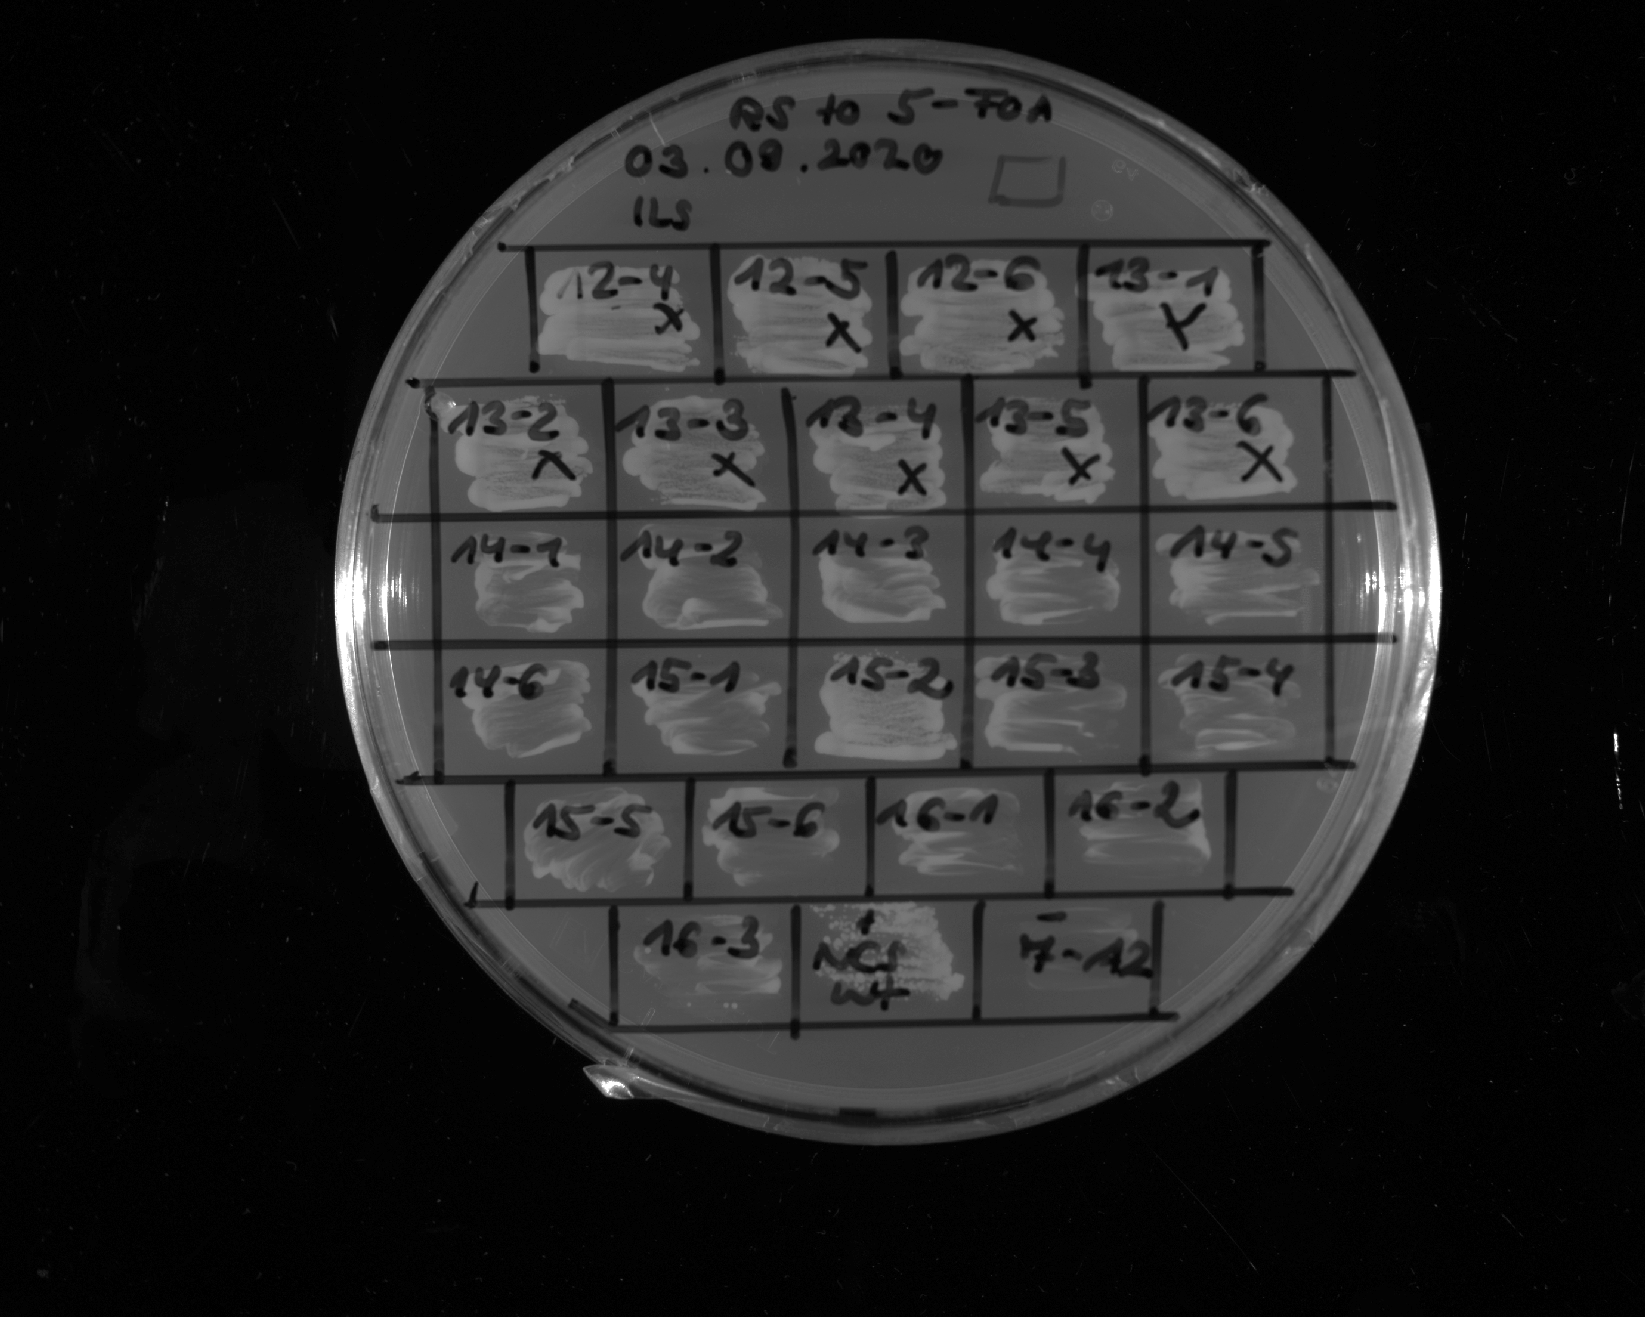 RS to 5-FOA
03.08.2020
ILS
12-4 12-5 12-6 13-1
X X X X
13-2 13-3 13-4 13-5 13-6
X X X X X
14-1 14-2 14-3 14-4 14-5
14-6 15-1 15-2 15-3 15-4
15-5 15-6 16-1 16-2
16-3 + - 
NCS 7-12
wt